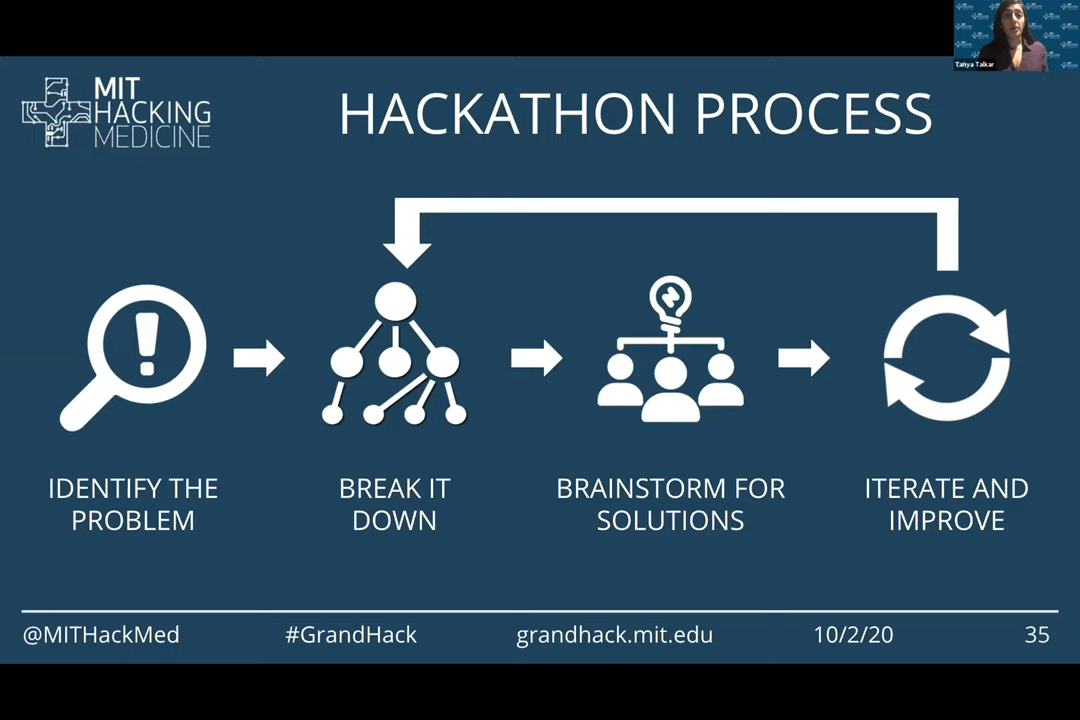 Tanya Talkar
MIT
HACKING
MEDICINE
HACKATHON PROCESS
IDENTIFY THE
PROBLEM
BREAK IT
DOWN
BRAINSTORM FOR
SOLUTIONS
ITERATE AND
IMPROVE
@MITHackMed
#GrandHack
grandhack.mit.edu
10/2/20
35